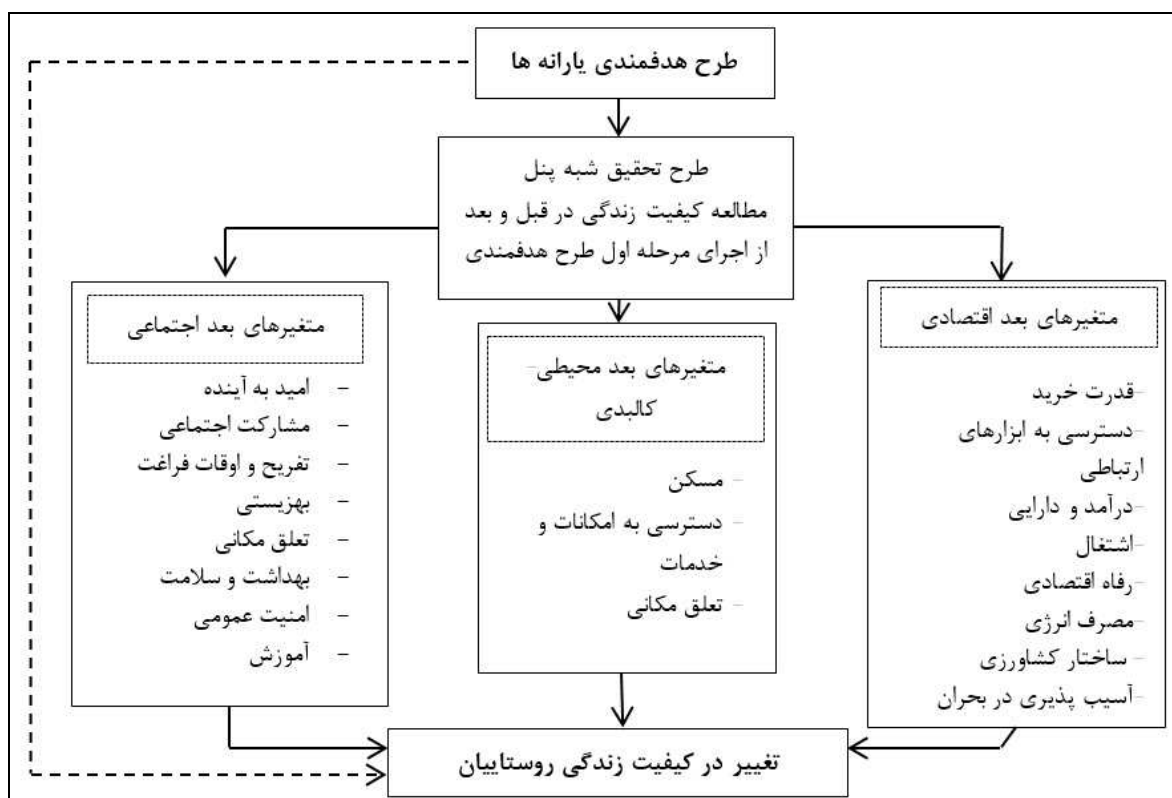 طرح هدفمندی یارانه ها
طرح تحقیق شبه پنل
مطالعه کیفیت زندگی در قبل و بعد
از اجرای مرحله اول طرح هدفمندی
متغیرهای بعد اقتصادی
-قدرت خرید
-دسترسی به ابزارهای
ارتباطی
-درآمد و دارایی
-اشتغال
-رفاه اقتصادی
-مصرف انرژی
- ساختار کشاورزی
-آسیب پذیری در بحران
متغیرهای بعد محیطی-
کالبدی
- مسکن
- دسترسی به امکانات و
خدمات
- تعلق مکانی
متغیرهای بعد اجتماعی
- امید به آینده
- مشارکت اجتماعی
- تفریح و اوقات فراغت
- بهزیستی
- تعلق مکانی
- بهداشت و سلامت
- امنیت عمومی
- آموزش
تغییر در کیفیت زندگی روستاییان